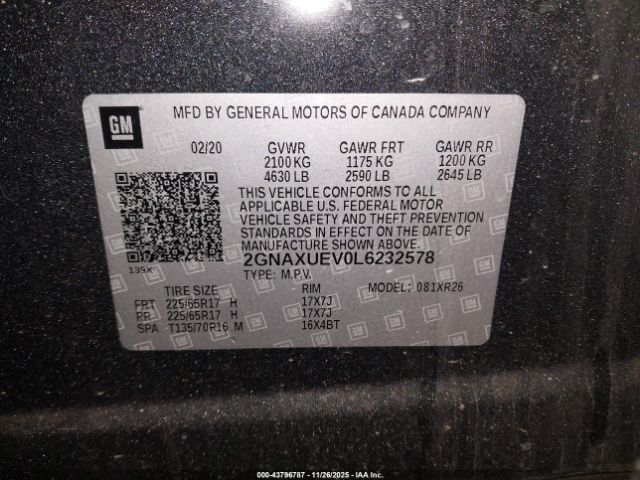 GM
MFD BY GENERAL MOTORS OF CANADA COMPANY
02/20 GVWR GAWR FRT GAWR RR
2100 KG 1175 KG 1200 KG
4630 LB 2590 LB 2645 LB
THIS VEHICLE CONFORMS TO ALL
APPLICABLE U.S. FEDERAL MOTOR
VEHICLE SAFETY AND THEFT PREVENTION
STANDARDS IN EFFECT ON THE DATE OF
MANUFACTURE SHOWN ABOVE.
139X 2GNAXUEV0L6232578
TYPE: M.P.V.
TIRE SIZE RIM MODEL: 081XR26
FRT 225/65R17 H 17X7J
RR 225/65R17 H 17X7J
SPA T135/70R16 M 16X4BT
000-43796787 - 11/26/2025 - IAA Inc.